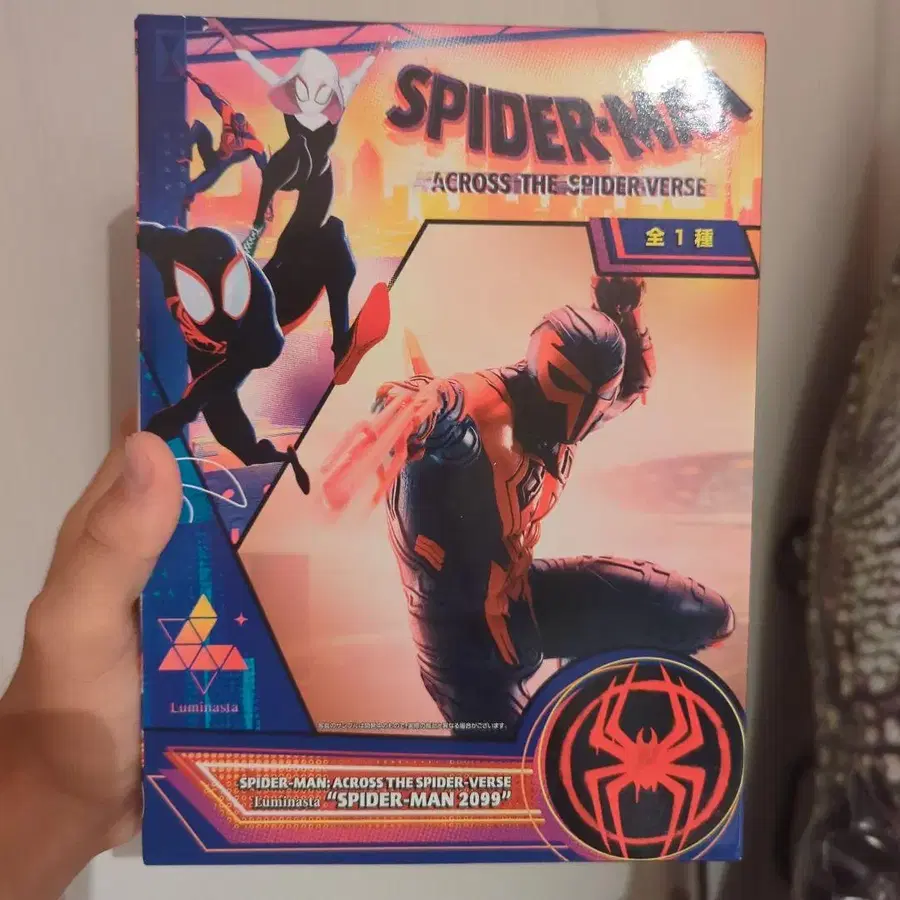 SPIDER-MAN
ACROSS THE SPIDER-VERSE
全1種
Luminasta
SPIDER-MAN: ACROSS THE SPIDER-VERSE
Luminasta "SPIDER-MAN 2099"